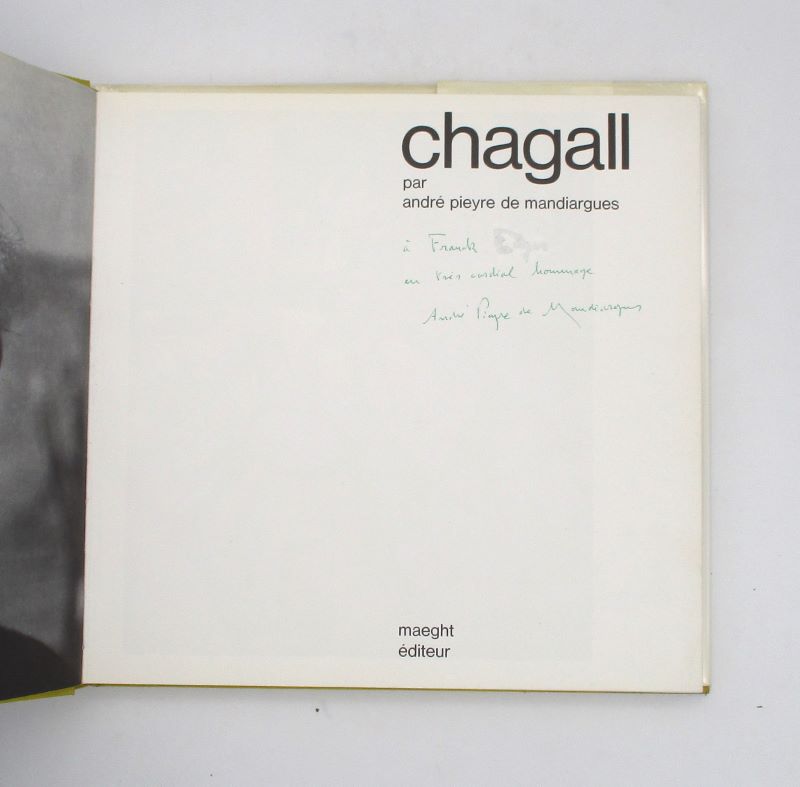 chagall
par
andré pieyre de mandiargues
à Franck
en très cordial hommage
André Pieyre de Mandiargues
maeght
éditeur